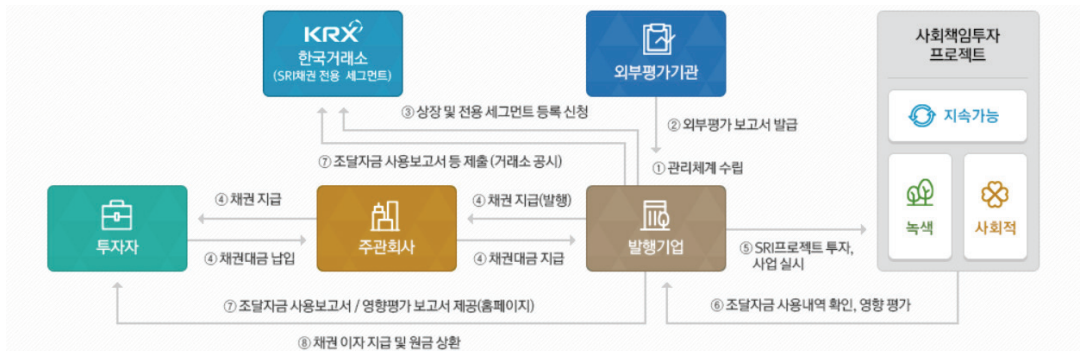 KRX
한국거래소
(SRI채권 전용 세그먼트)
외부평가기관
사회책임투자
프로젝트
지속가능
녹색
사회적
③ 상장 및 전용 세그먼트 등록 신청
② 외부평가 보고서 발급
⑦ 조달자금 사용보고서 등 제출 (거래소 공시)
① 관리체계 수립
투자자
④ 채권 지급
④ 채권대금 납입
주관회사
④ 채권 지급(발행)
④ 채권대금 지급
발행기업
⑤ SRI프로젝트 투자,
사업 실시
⑦ 조달자금 사용보고서 / 영향평가 보고서 제공(홈페이지)
⑥ 조달자금 사용내역 확인, 영향 평가
⑧ 채권 이자 지급 및 원금 상환